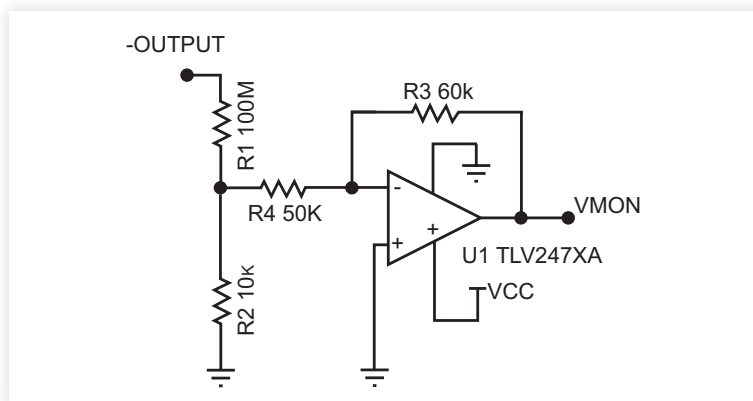 -OUTPUT
R1 100M
R3 60k
R4 50K
-
+
+
VMON
U1 TLV247XA
VCC
R2 10K